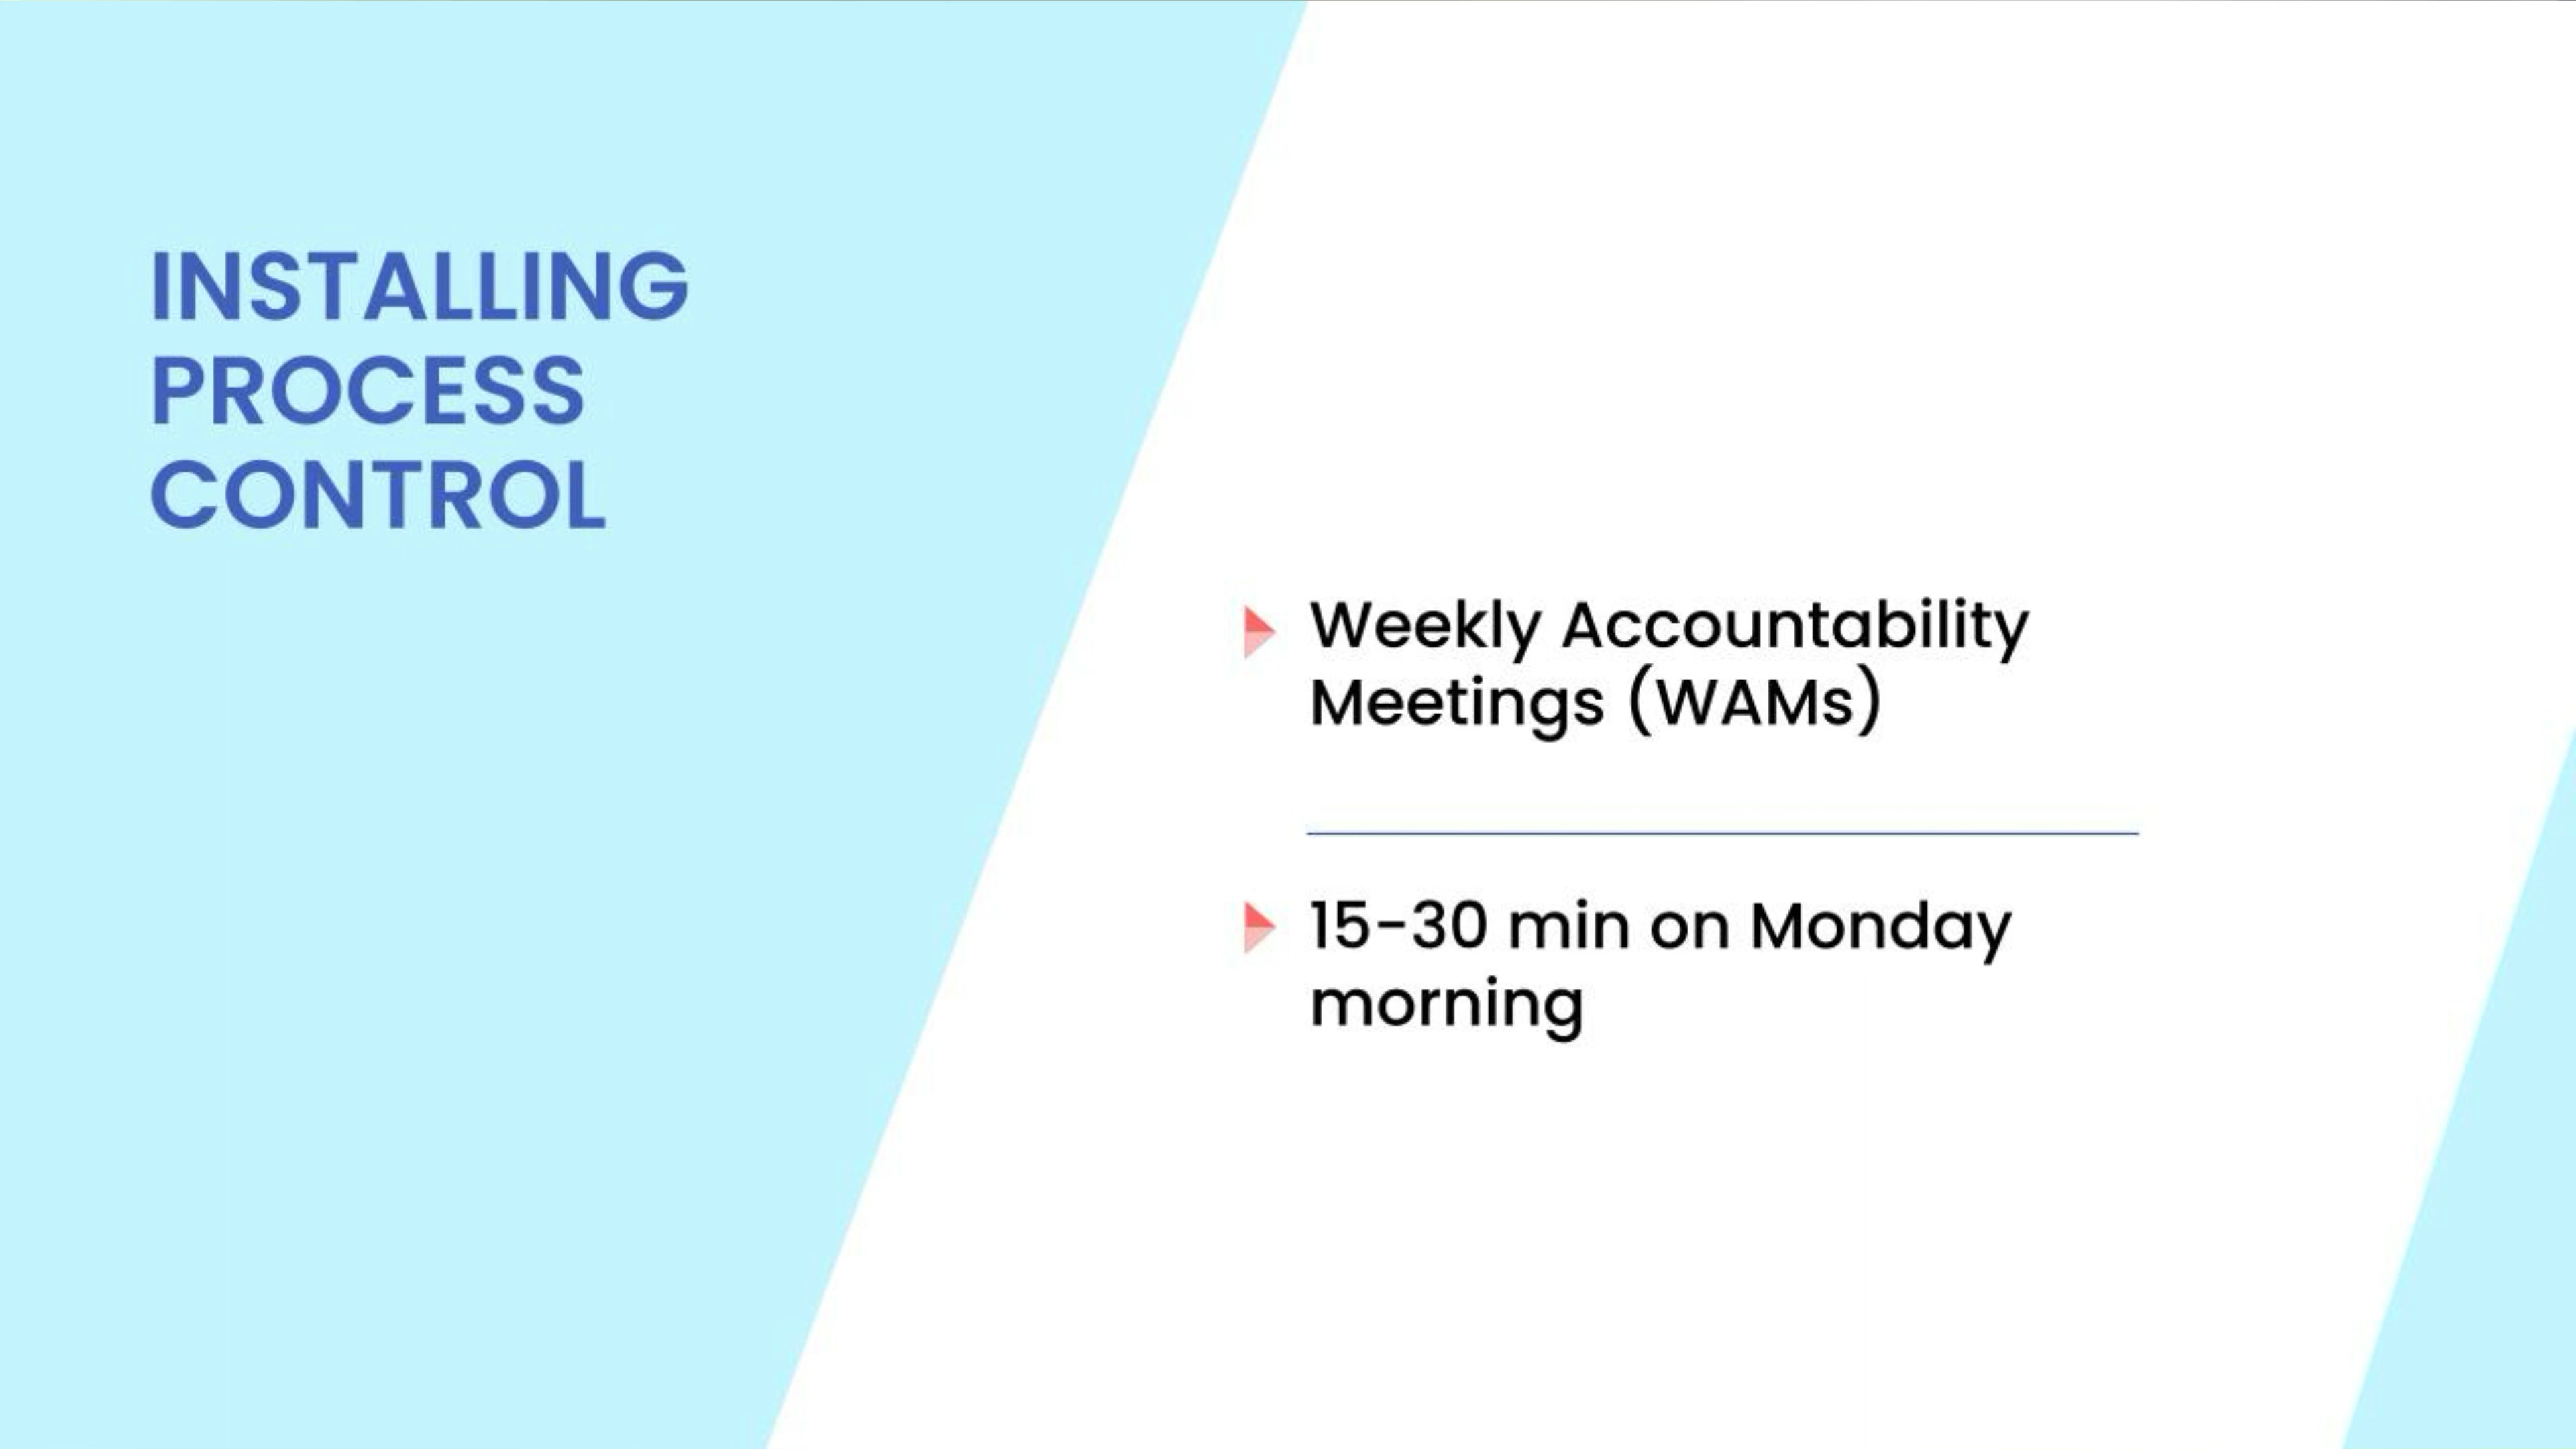 INSTALLING
PROCESS
CONTROL
Weekly Accountability
Meetings (WAMs)
15-30 min on Monday
morning